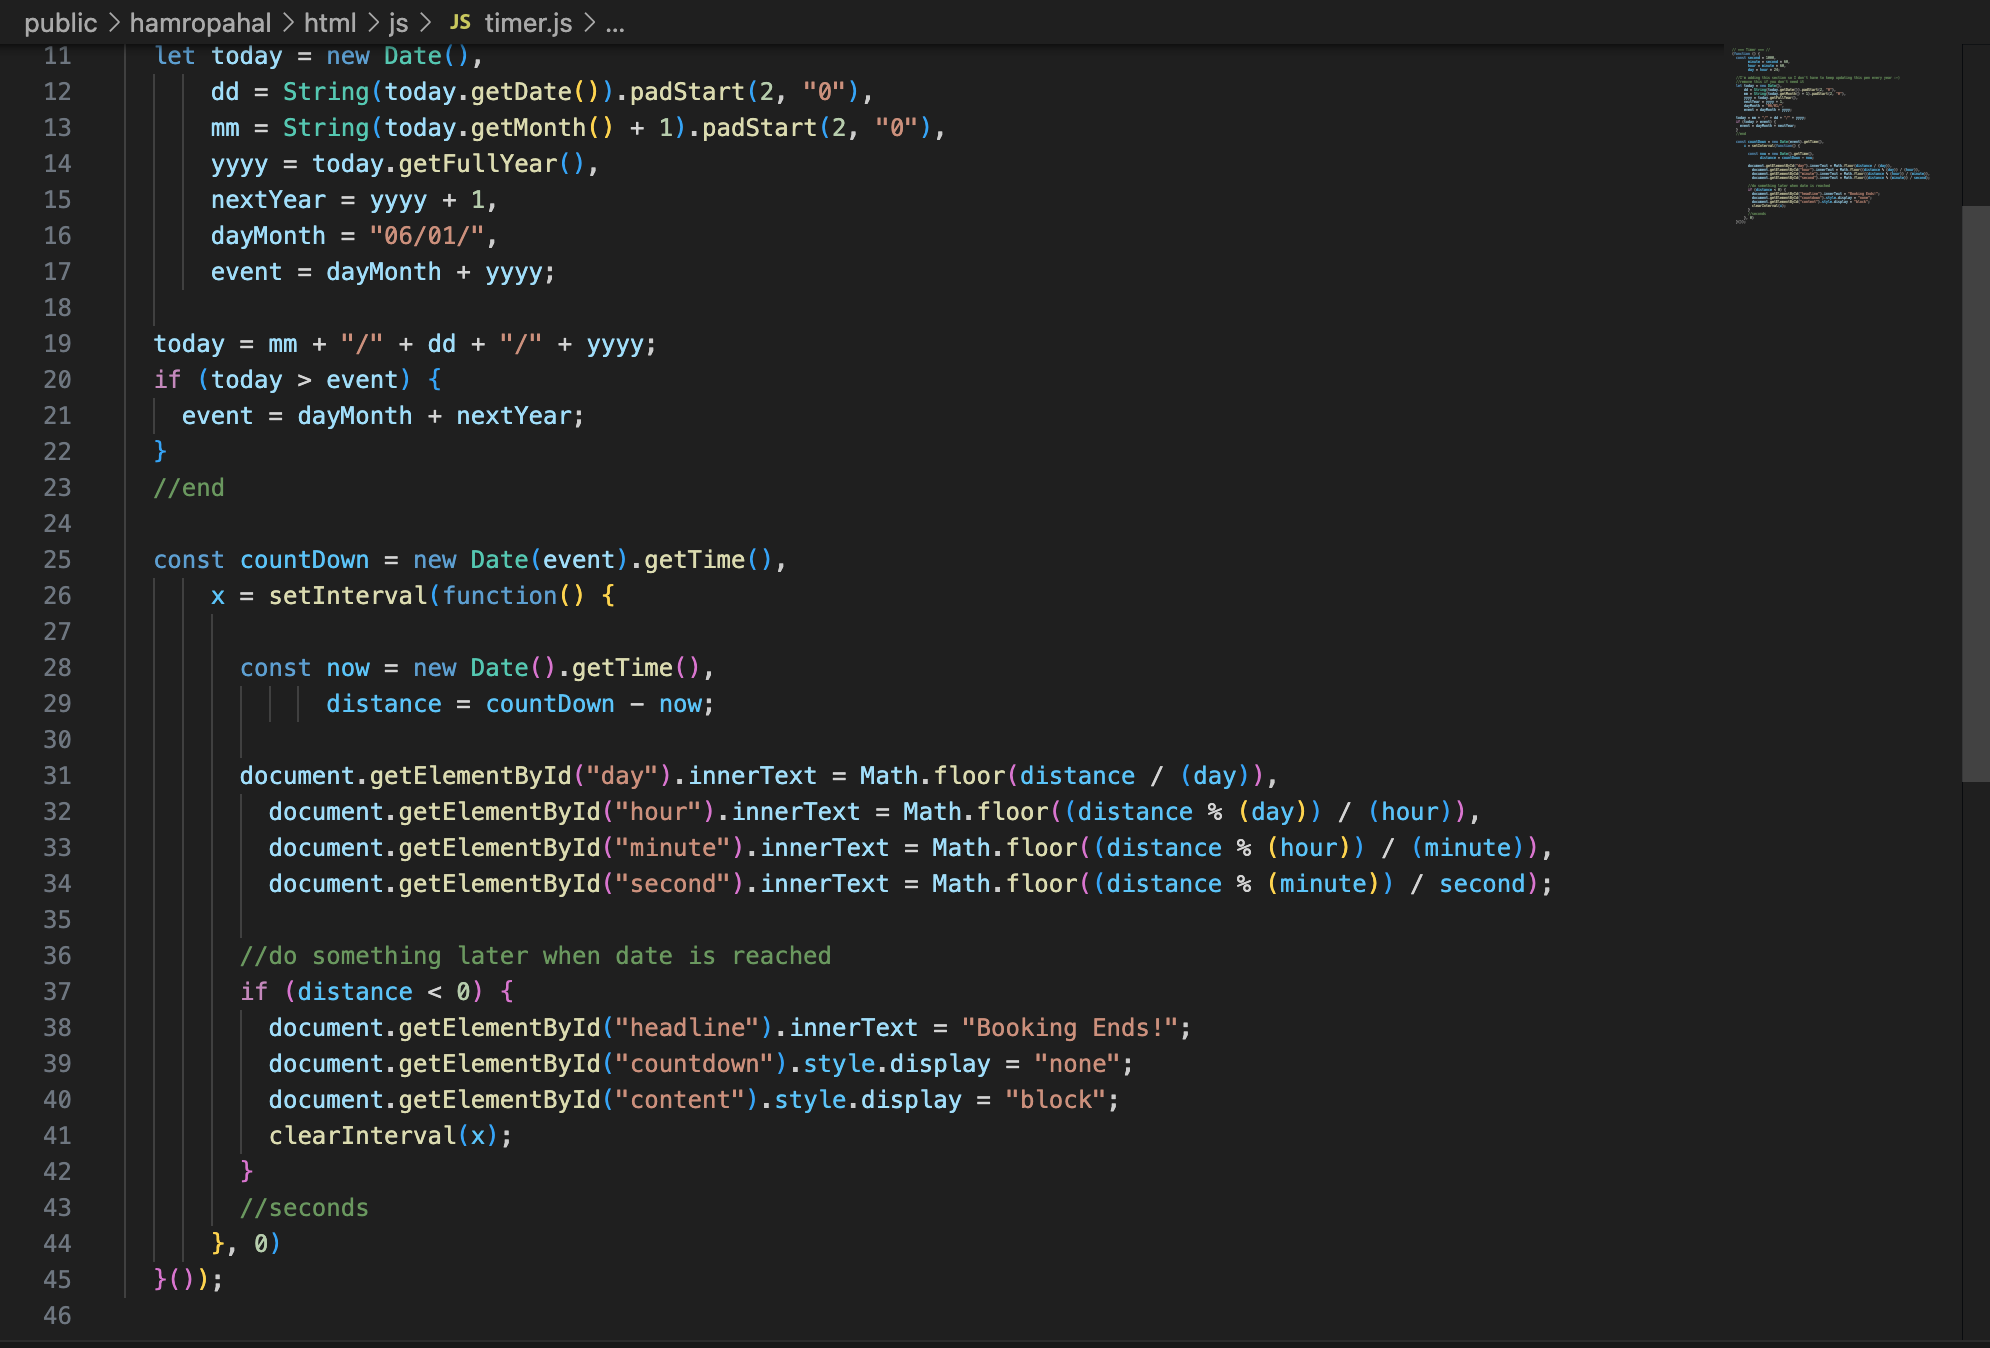 public > hamropahal > html > js > JS timer.js > ...
11 let today = new Date(),
12 dd = String(today.getDate()).padStart(2, "0"),
13 mm = String(today.getMonth() + 1).padStart(2, "0"),
14 yyyy = today.getFullYear(),
15 nextYear = yyyy + 1,
16 dayMonth = "06/01/",
17 event = dayMonth + yyyy;
18
19 today = mm + "/" + dd + "/" + yyyy;
20 if (today > event) {
21 event = dayMonth + nextYear;
22 }
23 //end
24
25 const countDown = new Date(event).getTime(),
26 x = setInterval(function() {
27
28 const now = new Date().getTime(),
29 distance = countDown - now;
30
31 document.getElementById("day").innerText = Math.floor(distance / (day)),
32 document.getElementById("hour").innerText = Math.floor((distance % (day)) / (hour)),
33 document.getElementById("minute").innerText = Math.floor((distance % (hour)) / (minute)),
34 document.getElementById("second").innerText = Math.floor((distance % (minute)) / second);
35
36 //do something later when date is reached
37 if (distance < 0) {
38 document.getElementById("headline").innerText = "Booking Ends!";
39 document.getElementById("countdown").style.display = "none";
40 document.getElementById("content").style.display = "block";
41 clearInterval(x);
42 }
43 //seconds
44 }, 0)
45 }());
46